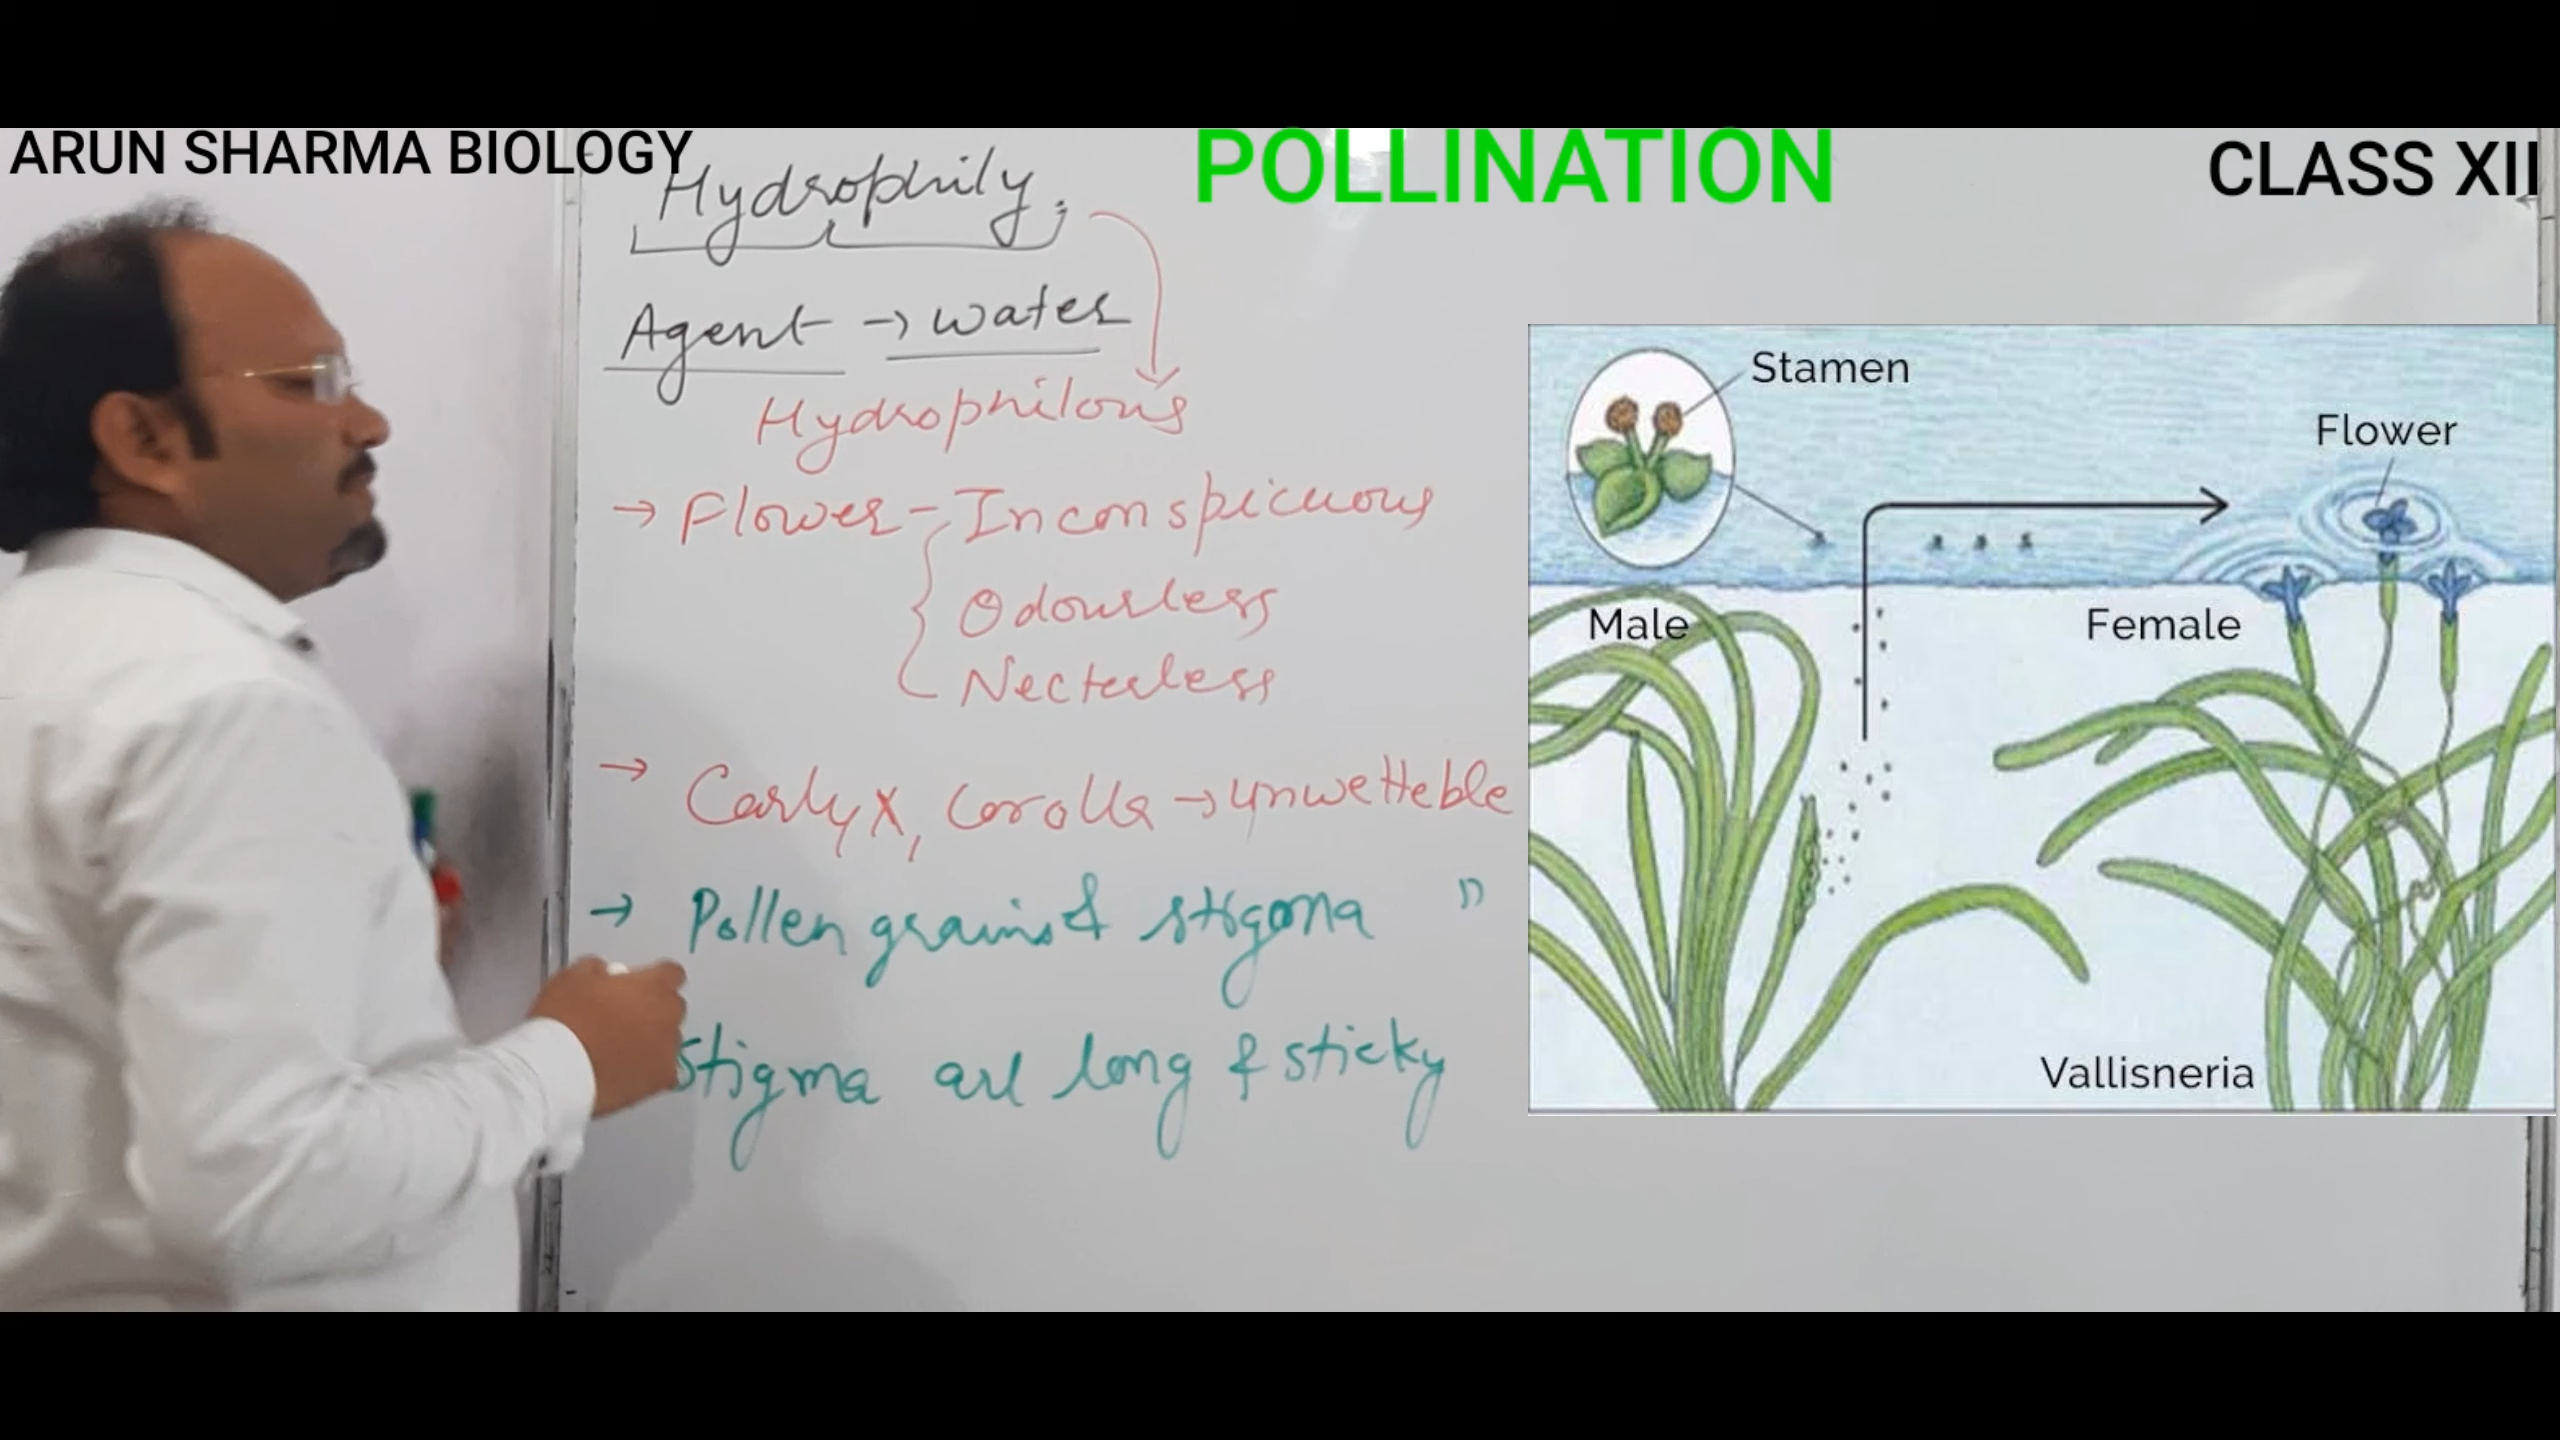 ARUN SHARMA BIOLOGY
POLLINATION
CLASS XII
Hydrophily
Agent → water
Hydrophilous
→ Flower - Inconspicuous
Odourless
Necterless
→ Carlyx, Corolla → unwetteble
→ Pollen grains & stigma "
Stigma are long & sticky
Stamen
Flower
Male
Female
Vallisneria